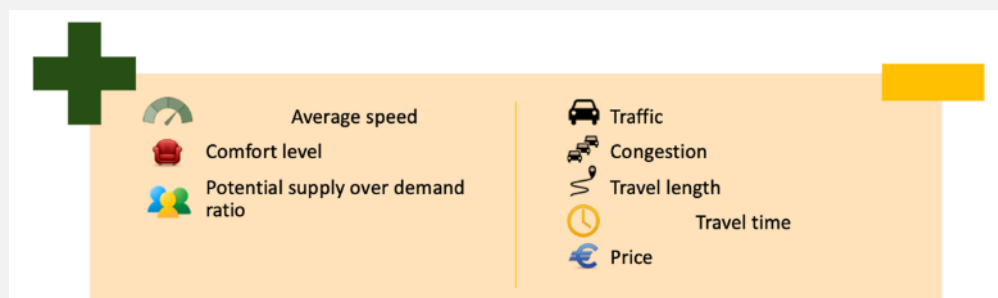 Average speed
Comfort level
Potential supply over demand
ratio
Traffic
Congestion
Travel length
Travel time
Price